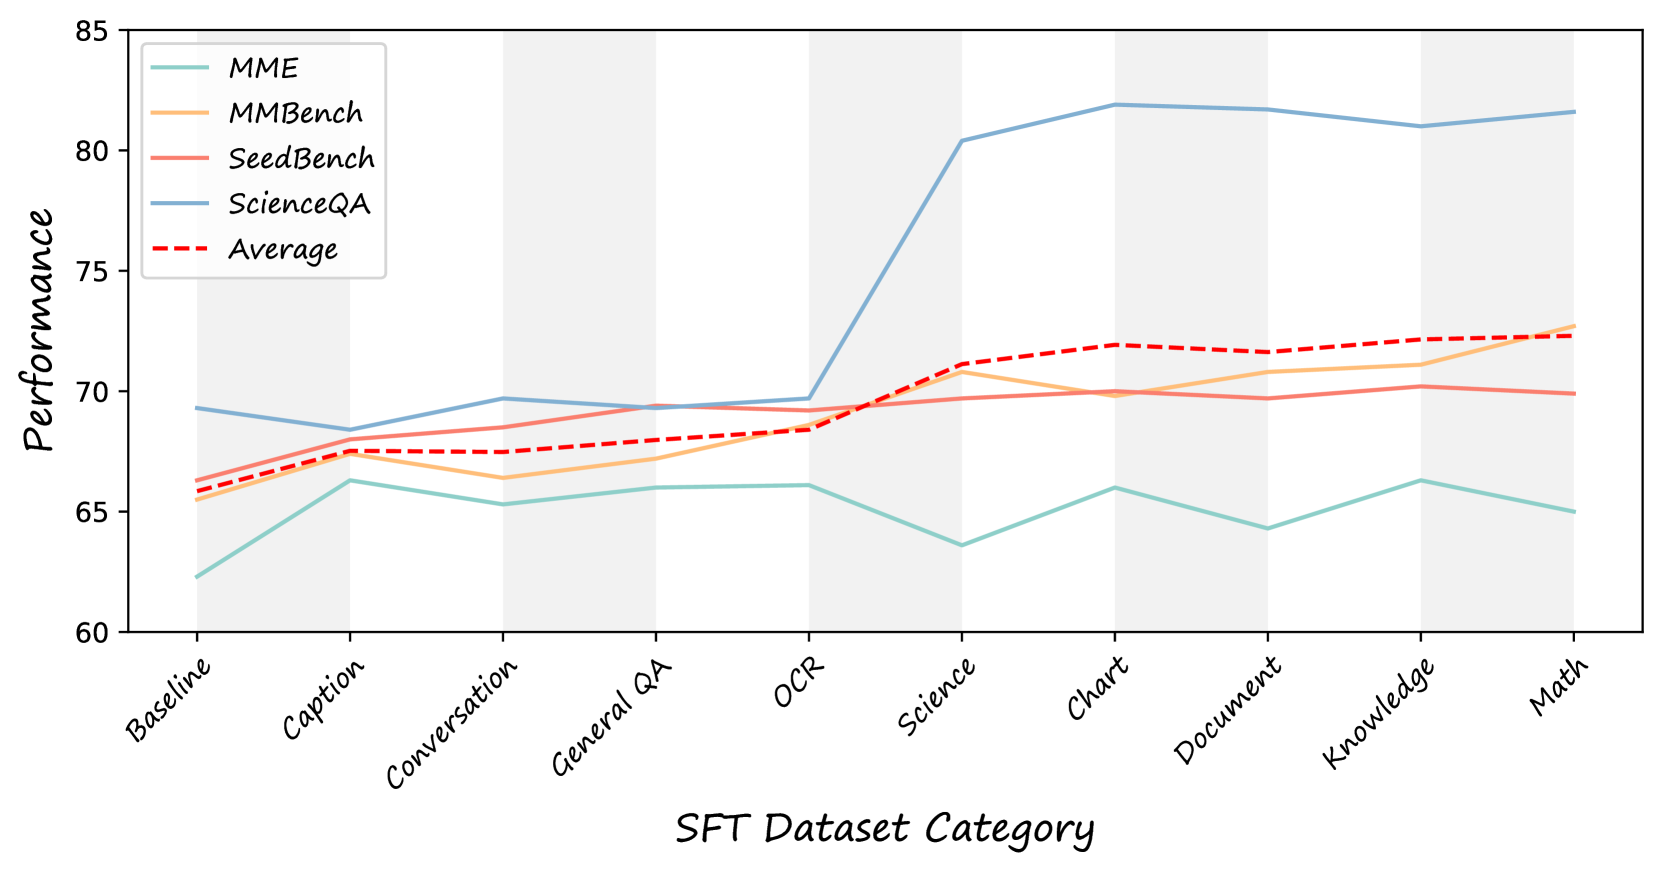 85
80
75
70
65
60
Performance
MME
MMBench
SeedBench
ScienceQA
Average
Baseline
Caption
Conversation
General QA
OCR
Science
Chart
Document
Knowledge
Math
SFT Dataset Category